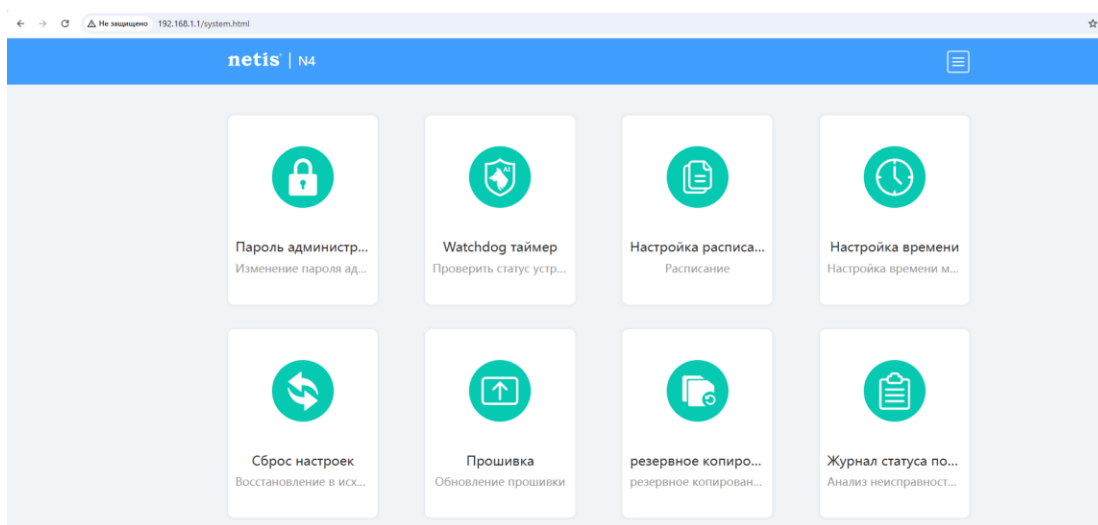 Не защищено 192.168.1.1/system.html
netis | N4
AI
Пароль администр...
Изменение пароля ад...
Watchdog таймер
Проверить статус устр...
Настройка расписа...
Расписание
Настройка времени
Настройка времени м...
Сброс настроек
Восстановление в исх...
Прошивка
Обновление прошивки
резервное копиро...
резервное копирован...
Журнал статуса по...
Анализ неисправност...